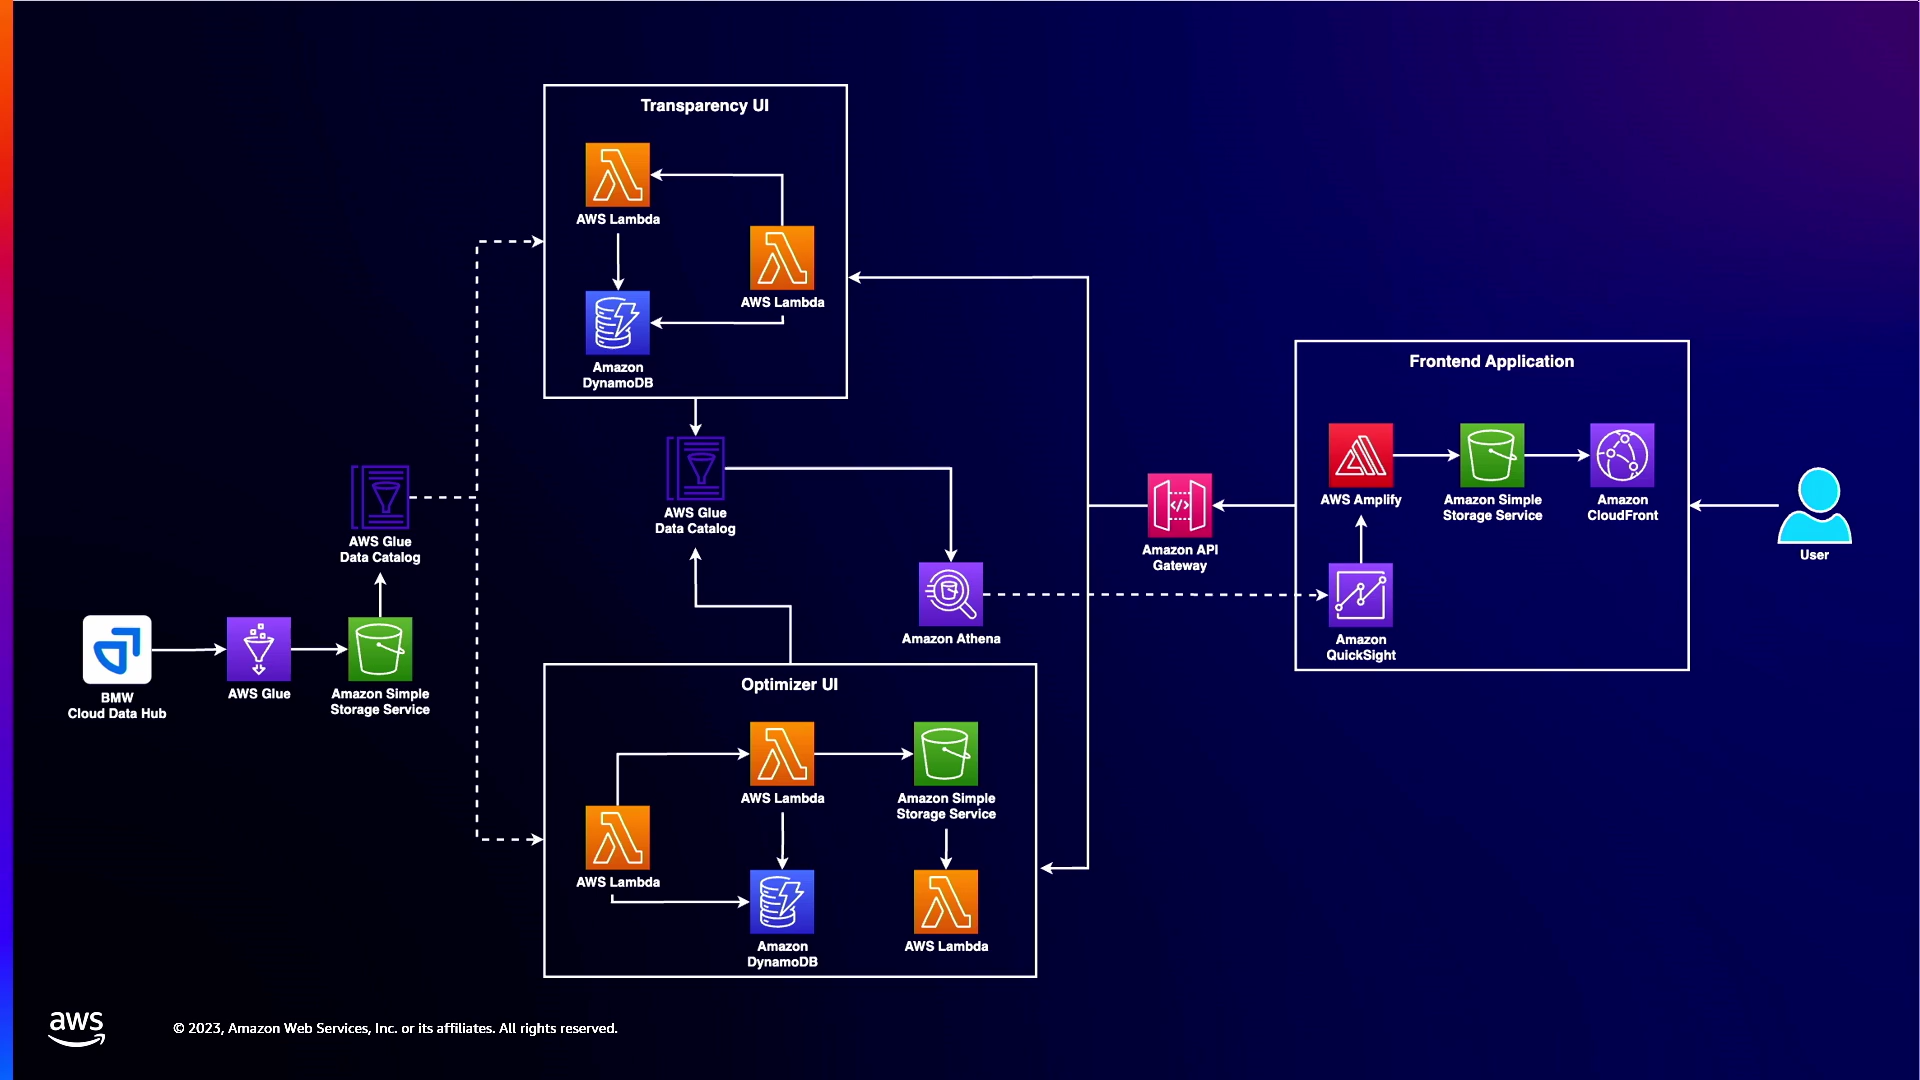 Transparency UI
AWS Lambda
AWS Lambda
Amazon
DynamoDB
Frontend Application
AWS Amplify
Amazon Simple
Storage Service
Amazon
CloudFront
User
Amazon
QuickSight
Amazon API
Gateway
AWS Glue
Data Catalog
AWS Glue
Data Catalog
Amazon Athena
BMW
Cloud Data Hub
AWS Glue
Amazon Simple
Storage Service
Optimizer UI
AWS Lambda
Amazon Simple
Storage Service
AWS Lambda
Amazon
DynamoDB
AWS Lambda
aws
© 2023, Amazon Web Services, Inc. or its affiliates. All rights reserved.